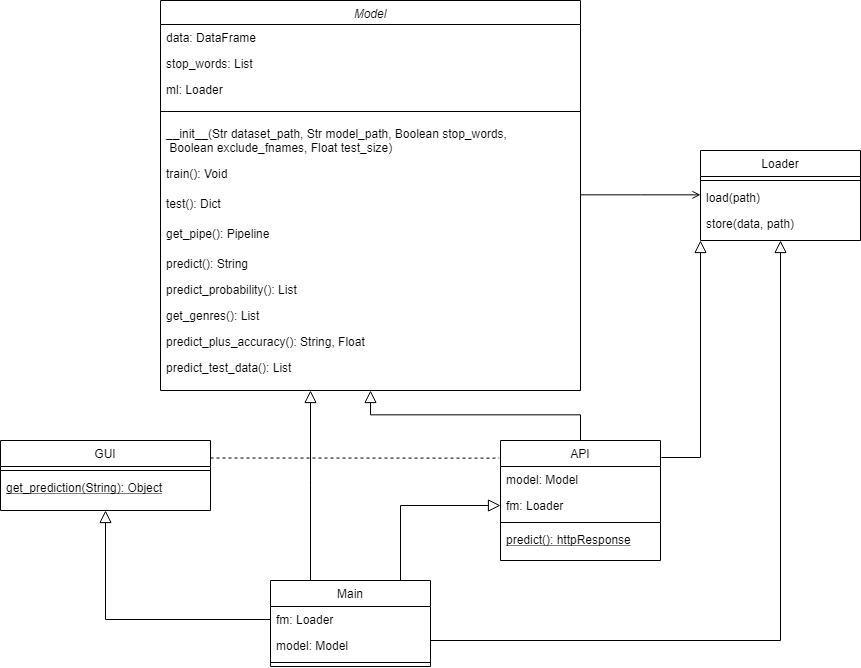 Model
data: DataFrame
stop_words: List
ml: Loader
__init__(Str dataset_path, Str model_path, Boolean stop_words,
Boolean exclude_fnames, Float test_size)
train(): Void
test(): Dict
get_pipe(): Pipeline
predict(): String
predict_probability(): List
get_genres(): List
predict_plus_accuracy(): String, Float
predict_test_data(): List
Loader
load(path)
store(data, path)
GUI
get_prediction(String): Object
API
model: Model
fm: Loader
predict(): httpResponse
Main
fm: Loader
model: Model